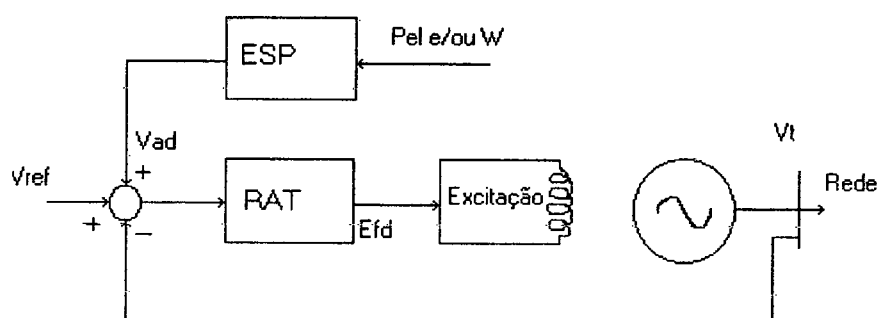 Pel e/ou W
ESP
Vad
+
Vt
Vref
+
−
RAT
Efd
Excitação
Rede